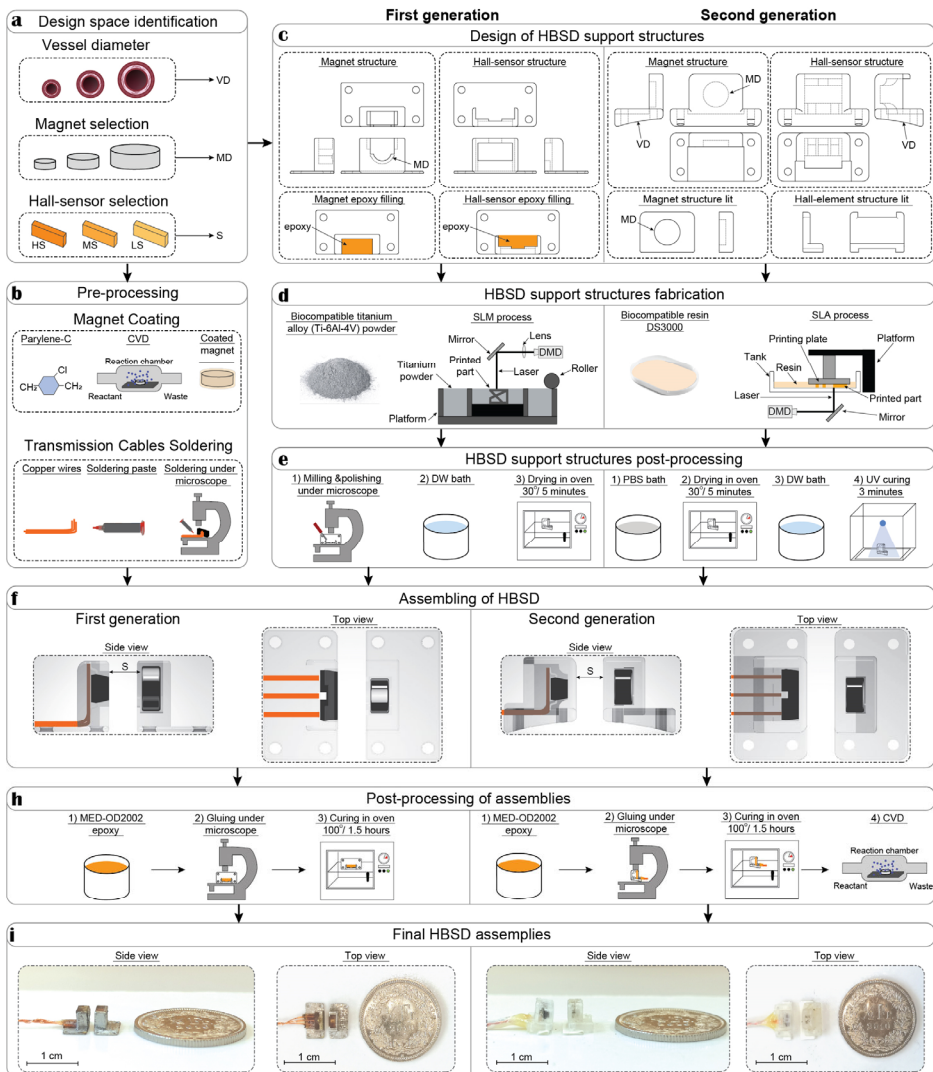 First generation
Second generation
a
Design space identification
Vessel diameter
VD
Magnet selection
MD
Hall-sensor selection
HS
MS
LS
S
b
Pre-processing
Magnet Coating
Parylene-C
CVD
Coated
magnet
Cl
CH₂
CH₂
Reaction chamber
Reactant
Waste
Transmission Cables Soldering
Copper wires
Soldering paste
Soldering under
microscope
c
Design of HBSD support structures
Magnet structure
MD
Hall-sensor structure
Magnet epoxy filling
epoxy
Hall-sensor epoxy filling
epoxy
Magnet structure
MD
VD
Hall-sensor structure
VD
Magnet structure lit
MD
Hall-element structure lit
d
HBSD support structures fabrication
Biocompatible titanium
alloy (Ti-6Al-4V) powder
SLM process
Mirror
Lens
DMD
Laser
Roller
Titanium
powder
Printed
part
Platform
Biocompatible resin
DS3000
SLA process
Printing plate
Platform
Tank
Resin
Laser
Printed part
DMD
Mirror
e
HBSD support structures post-processing
1) Milling &polishing
under microscope
2) DW bath
3) Drying in oven
30°/ 5 minutes
1) PBS bath
2) Drying in oven
30°/ 5 minutes
3) DW bath
4) UV curing
3 minutes
f
Assembling of HBSD
First generation
Side view
S
Top view
Second generation
Side view
S
Top view
h
Post-processing of assemblies
1) MED-OD2002
epoxy
2) Gluing under
microscope
3) Curing in oven
100°/ 1.5 hours
1) MED-OD2002
epoxy
2) Gluing under
microscope
3) Curing in oven
100°/ 1.5 hours
4) CVD
Reaction chamber
Reactant
Waste
i
Final HBSD assemplies
Side view
1 cm
Top view
1 cm
Side view
1 cm
Top view
1 cm